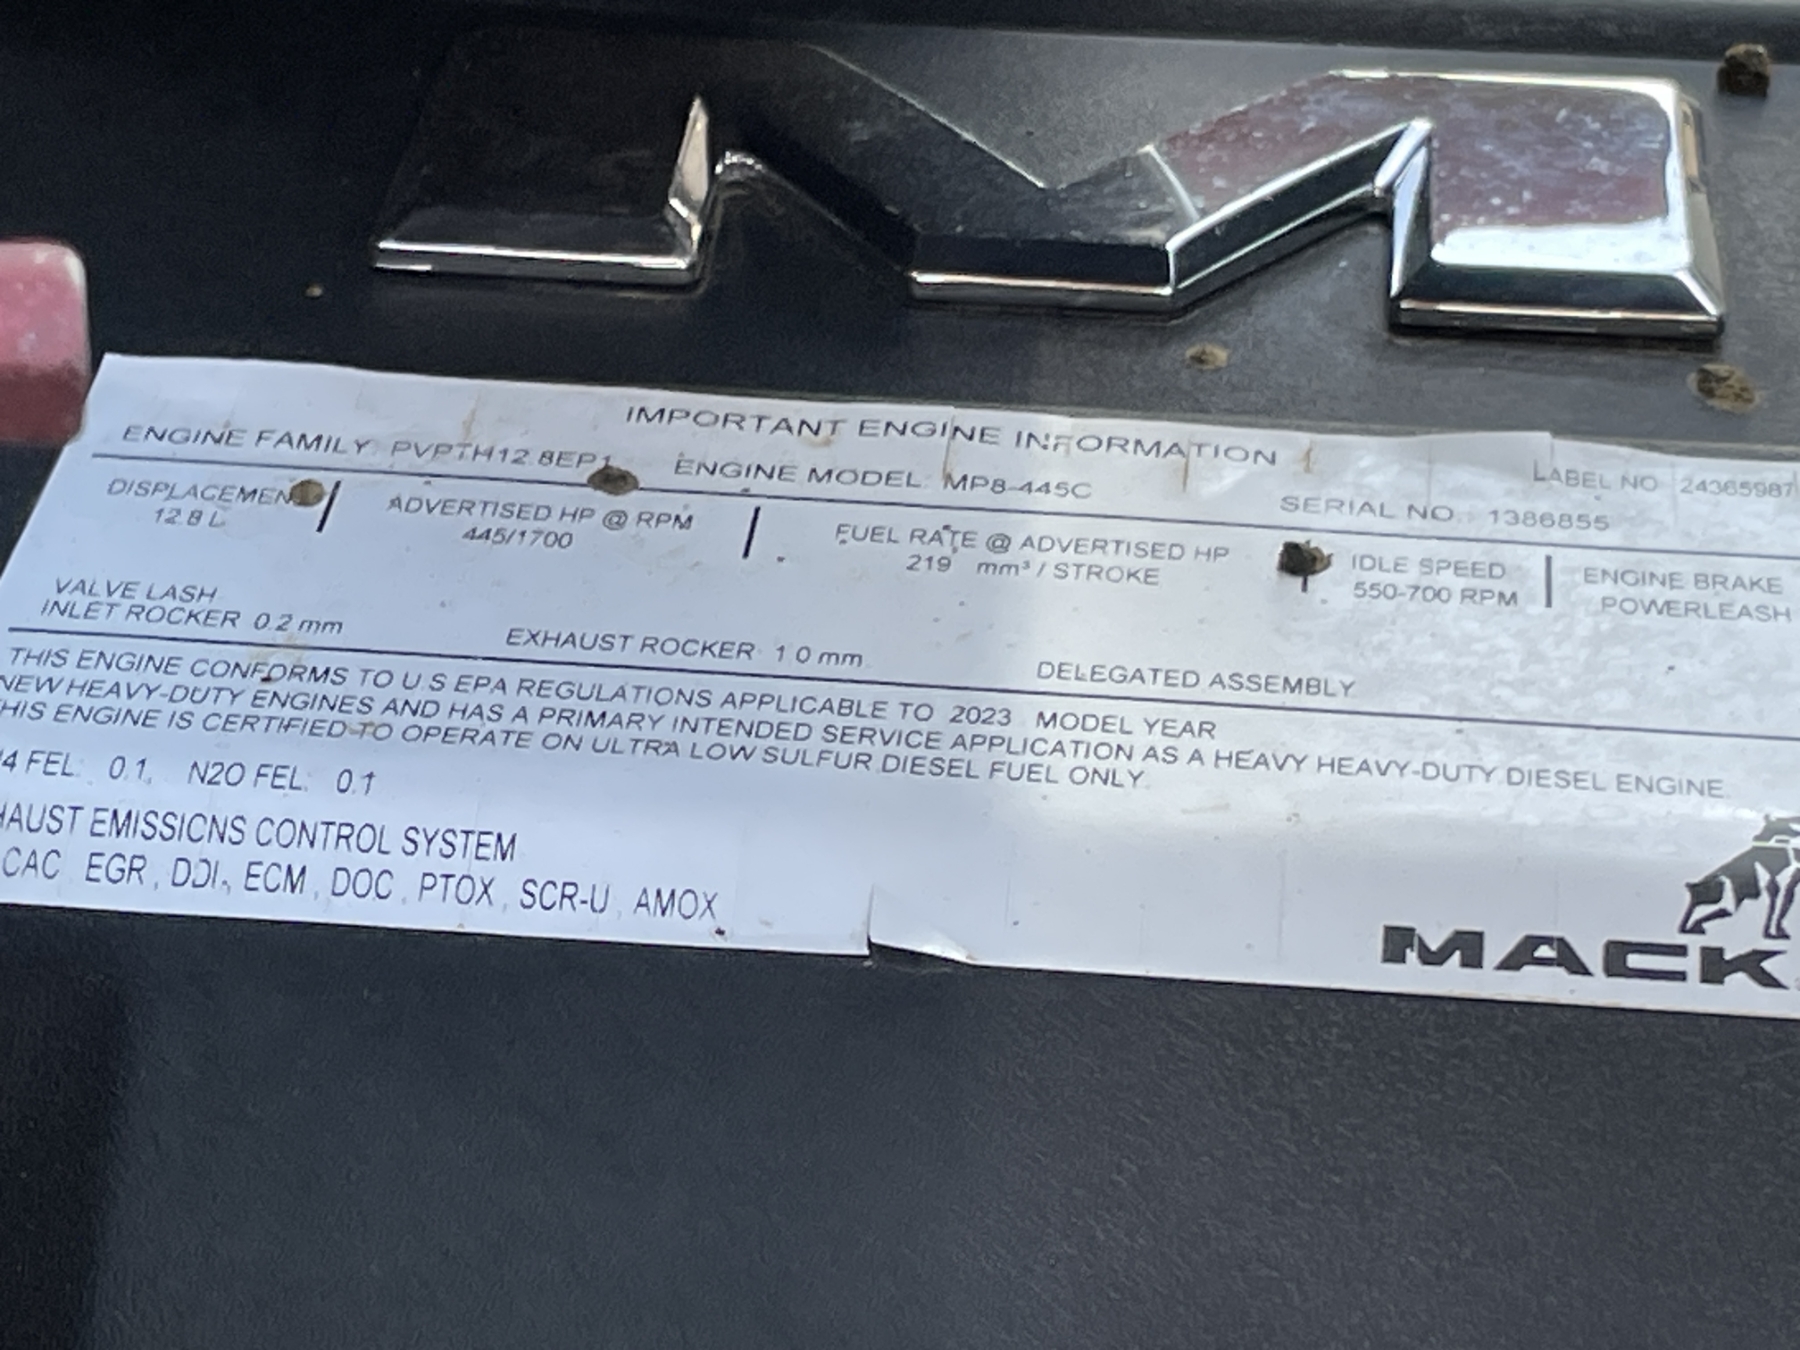 IMPORTANT ENGINE INFORMATION
LABEL NO 24365987
ENGINE FAMILY PVPTH12.8EP1 ENGINE MODEL: MP8-445C SERIAL NO. 1386855
DISPLACEMENT 12.8 L
ADVERTISED HP @ RPM 445/1700
FUEL RATE @ ADVERTISED HP 219 mm³ / STROKE
IDLE SPEED 550-700 RPM
ENGINE BRAKE POWERLEASH
VALVE LASH
INLET ROCKER 0.2 mm EXHAUST ROCKER 1.0 mm DELEGATED ASSEMBLY
THIS ENGINE CONFORMS TO U.S EPA REGULATIONS APPLICABLE TO 2023 MODEL YEAR
NEW HEAVY-DUTY ENGINES AND HAS A PRIMARY INTENDED SERVICE APPLICATION AS A HEAVY HEAVY-DUTY DIESEL ENGINE.
THIS ENGINE IS CERTIFIED TO OPERATE ON ULTRA LOW SULFUR DIESEL FUEL ONLY.
4 FEL: 0.1, N2O FEL: 0.1
HAUST EMISSIONS CONTROL SYSTEM
CAC, EGR, DDI, ECM, DOC, PTOX, SCR-U, AMOX
MACK